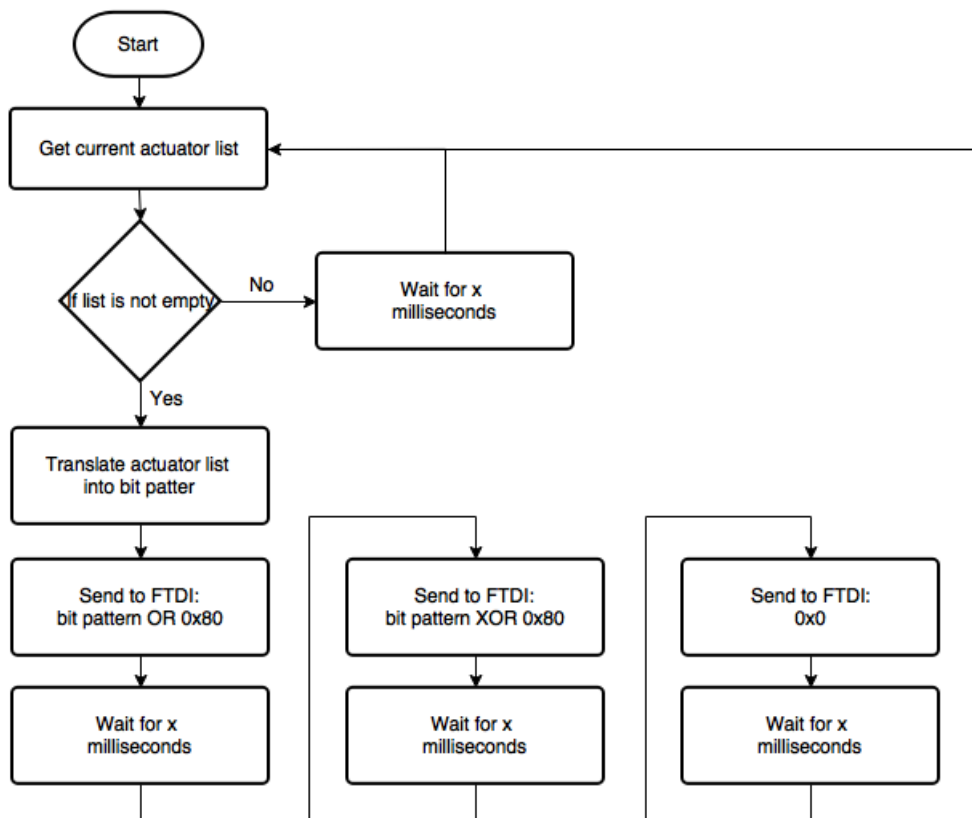 Start
Get current actuator list
If list is not empty
No
Wait for x
milliseconds
Yes
Translate actuator list
into bit patter
Send to FTDI:
bit pattern OR 0x80
Wait for x
milliseconds
Send to FTDI:
bit pattern XOR 0x80
Wait for x
milliseconds
Send to FTDI:
0x0
Wait for x
milliseconds